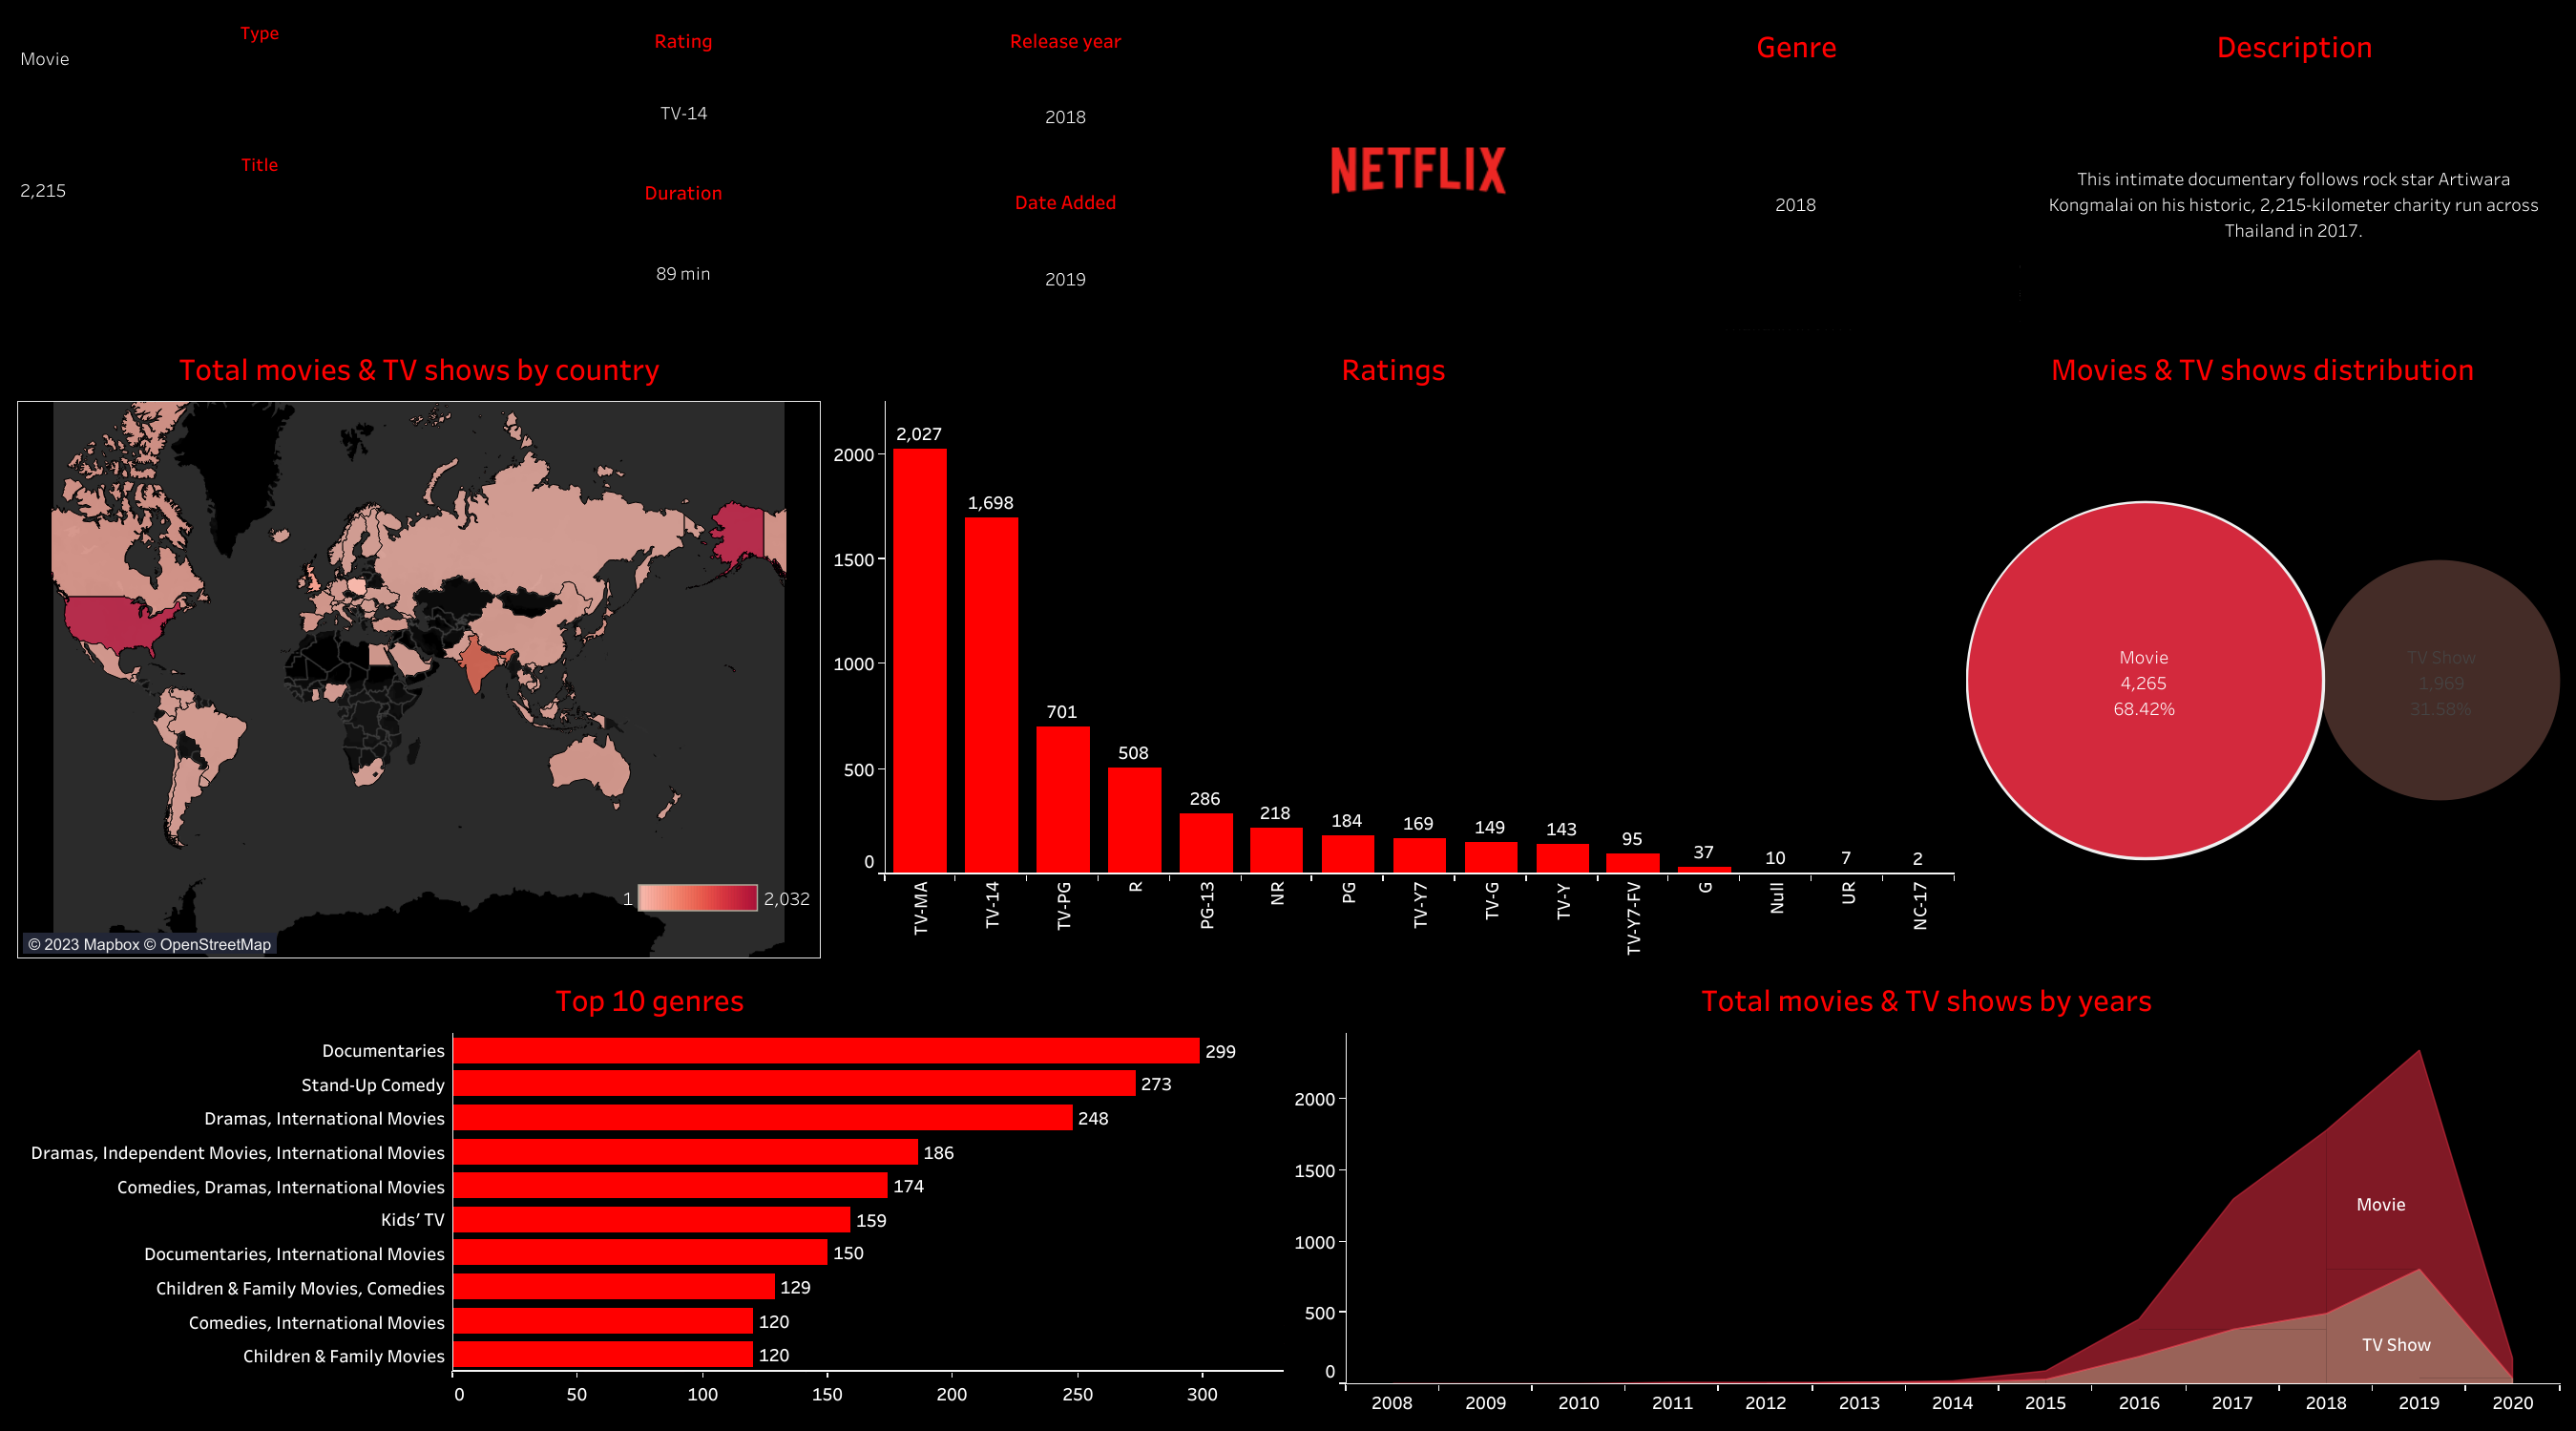 Type
Movie
Title
2,215
Rating
TV-14
Duration
89 min
Release year
2018
Date Added
2019
NETFLIX
Genre
2018
Description
This intimate documentary follows rock star Artiwara
Kongmalai on his historic, 2,215-kilometer charity run across
Thailand in 2017.
Total movies & TV shows by country
1
2,032
© 2023 Mapbox © OpenStreetMap
Ratings
2000
1500
1000
500
0
2,027
1,698
701
508
286
218
184
169
149
143
95
37
10
7
2
TV-MA
TV-14
TV-PG
R
PG-13
NR
PG
TV-Y7
TV-G
TV-Y
TV-Y7-FV
G
Null
UR
NC-17
Movies & TV shows distribution
Movie
4,265
68.42%
TV Show
1,969
31.58%
Top 10 genres
Documentaries 299
Stand-Up Comedy 273
Dramas, International Movies 248
Dramas, Independent Movies, International Movies 186
Comedies, Dramas, International Movies 174
Kids’ TV 159
Documentaries, International Movies 150
Children & Family Movies, Comedies 129
Comedies, International Movies 120
Children & Family Movies 120
0 50 100 150 200 250 300
Total movies & TV shows by years
2000
1500
1000
500
0
Movie
TV Show
2008 2009 2010 2011 2012 2013 2014 2015 2016 2017 2018 2019 2020